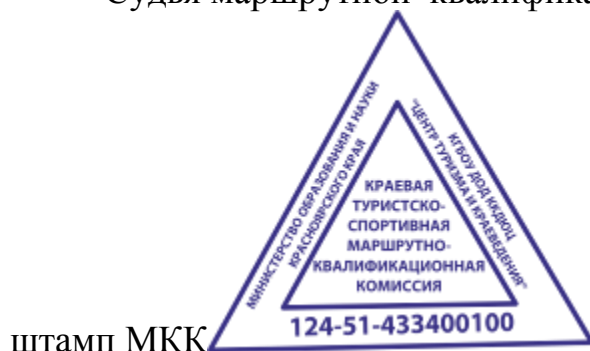 Судья маршрутной квалифика
МИНИСТЕРСТВО ОБРАЗОВАНИЯ И НАУКИ
КРАСНОЯРСКОГО КРАЯ
КГБОУ ДОД ККДЮЦ
"ЦЕНТР ТУРИЗМА И КРАЕВЕДЕНИЯ"
КРАЕВАЯ
ТУРИСТСКО-
СПОРТИВНАЯ
МАРШРУТНО-
КВАЛИФИКАЦИОННАЯ
КОМИССИЯ
124-51-433400100
штамп МКК